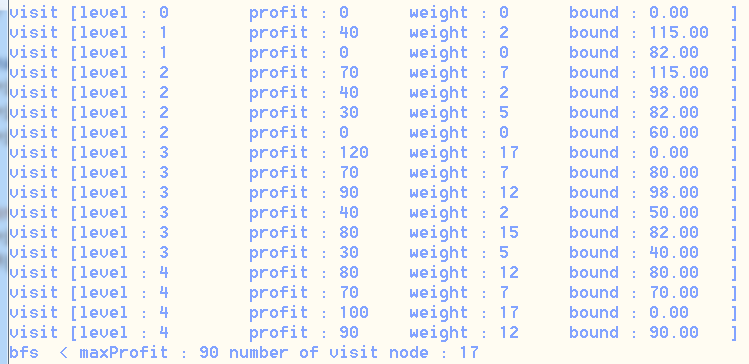 visit [level : 0 profit : 0 weight : 0 bound : 0.00 ]
visit [level : 1 profit : 40 weight : 2 bound : 115.00 ]
visit [level : 1 profit : 0 weight : 0 bound : 82.00 ]
visit [level : 2 profit : 70 weight : 7 bound : 115.00 ]
visit [level : 2 profit : 40 weight : 2 bound : 98.00 ]
visit [level : 2 profit : 30 weight : 5 bound : 82.00 ]
visit [level : 2 profit : 0 weight : 0 bound : 60.00 ]
visit [level : 3 profit : 120 weight : 17 bound : 0.00 ]
visit [level : 3 profit : 70 weight : 7 bound : 80.00 ]
visit [level : 3 profit : 90 weight : 12 bound : 98.00 ]
visit [level : 3 profit : 40 weight : 2 bound : 50.00 ]
visit [level : 3 profit : 80 weight : 15 bound : 82.00 ]
visit [level : 3 profit : 30 weight : 5 bound : 40.00 ]
visit [level : 4 profit : 80 weight : 12 bound : 80.00 ]
visit [level : 4 profit : 70 weight : 7 bound : 70.00 ]
visit [level : 4 profit : 100 weight : 17 bound : 0.00 ]
visit [level : 4 profit : 90 weight : 12 bound : 90.00 ]
bfs < maxProfit : 90 number of visit node : 17